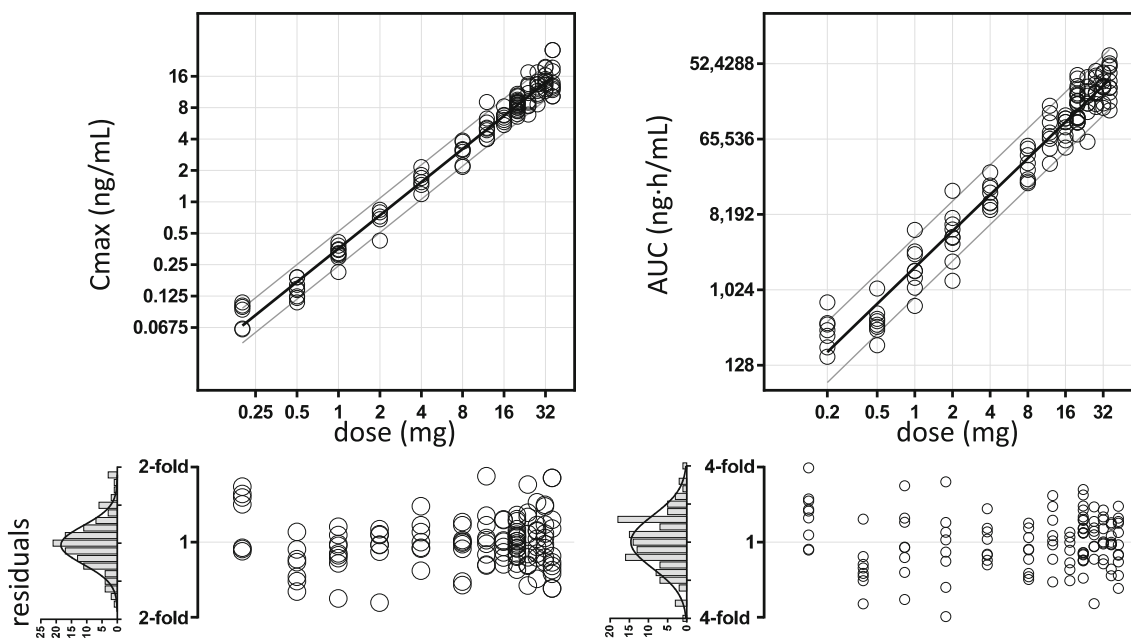 Cmax (ng/mL)
16
8
4
2
1
0.5
0.25
0.125
0.0675
0.25 0.5 1 2 4 8 16 32
dose (mg)
AUC (ng·h/mL)
52,4288
65,536
8,192
1,024
128
0.2 0.5 1 2 4 8 16 32
dose (mg)
residuals
25 20 15 10 5 0
2-fold
1
2-fold
20 15 10 5 0
4-fold
1
4-fold